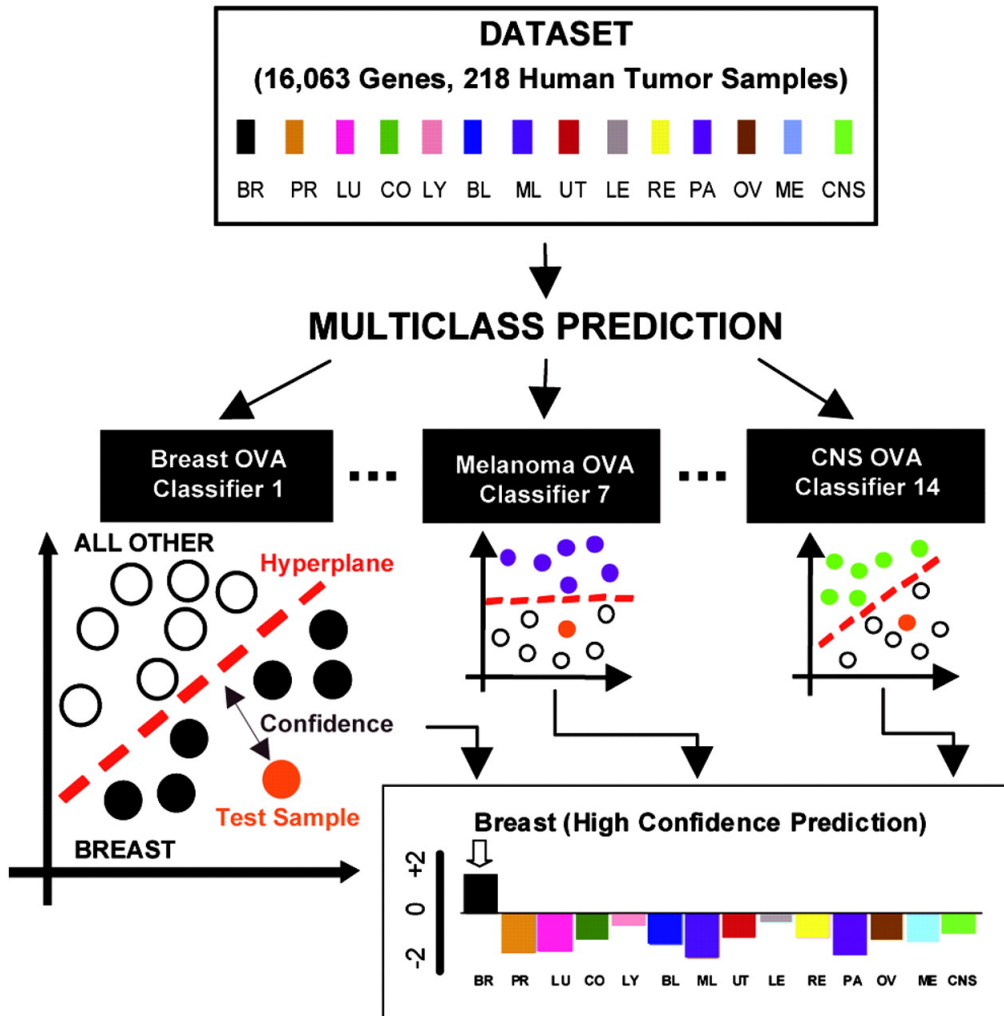 DATASET
(16,063 Genes, 218 Human Tumor Samples)
BR PR LU CO LY BL ML UT LE RE PA OV ME CNS
MULTICLASS PREDICTION
Breast OVA
Classifier 1
...
Melanoma OVA
Classifier 7
...
CNS OVA
Classifier 14
ALL OTHER
Hyperplane
Confidence
Test Sample
BREAST
Breast (High Confidence Prediction)
+2
0
-2
BR PR LU CO LY BL ML UT LE RE PA OV ME CNS